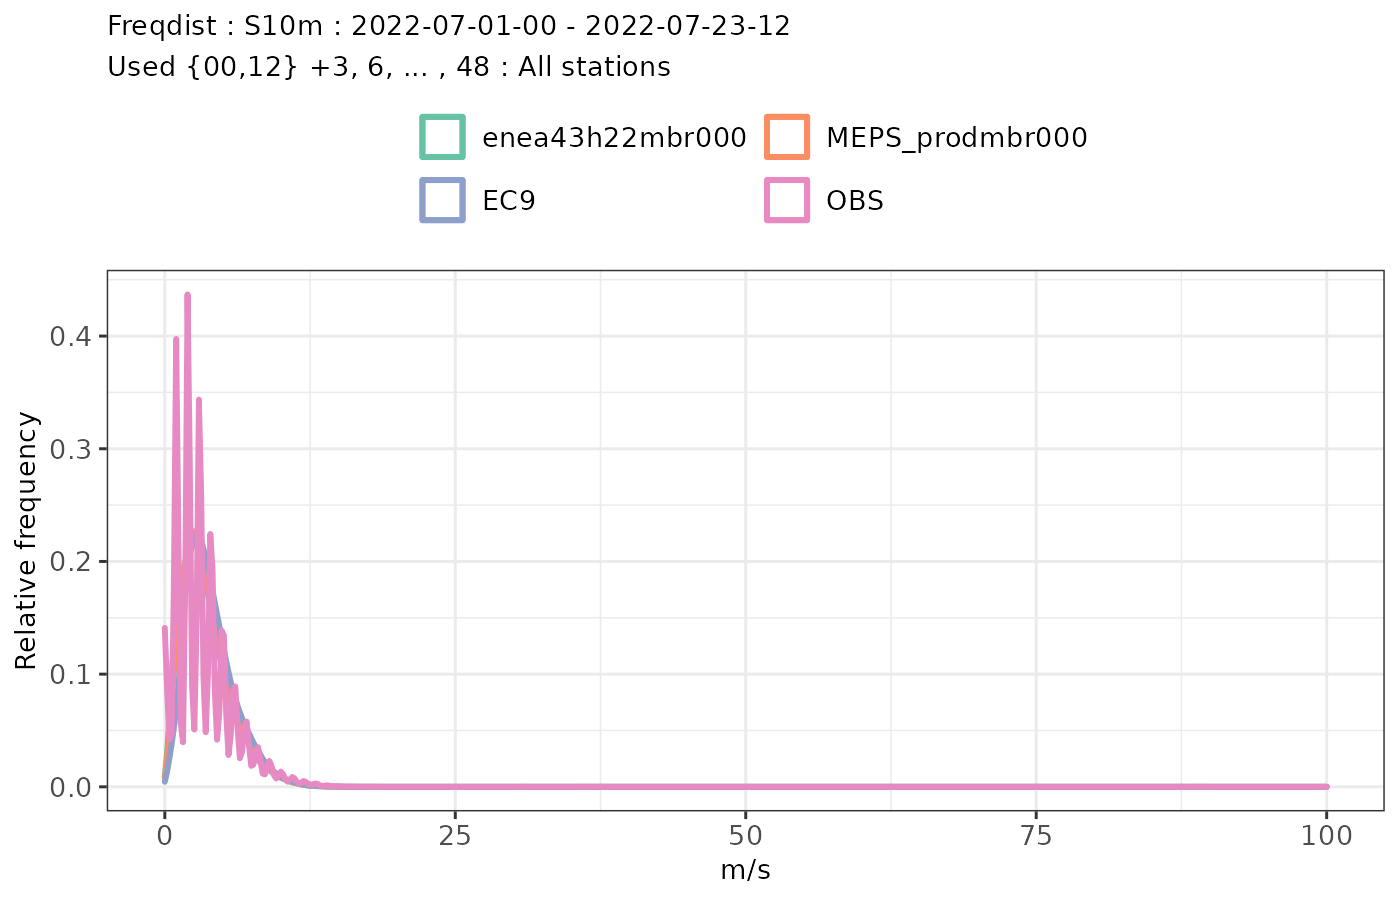 Freqdist : S10m : 2022-07-01-00 - 2022-07-23-12
Used {00,12} +3, 6, ... , 48 : All stations
enea43h22mbr000 MEPS_prodmbr000
EC9 OBS
Relative frequency
0.4
0.3
0.2
0.1
0.0
0 25 50 75 100
m/s